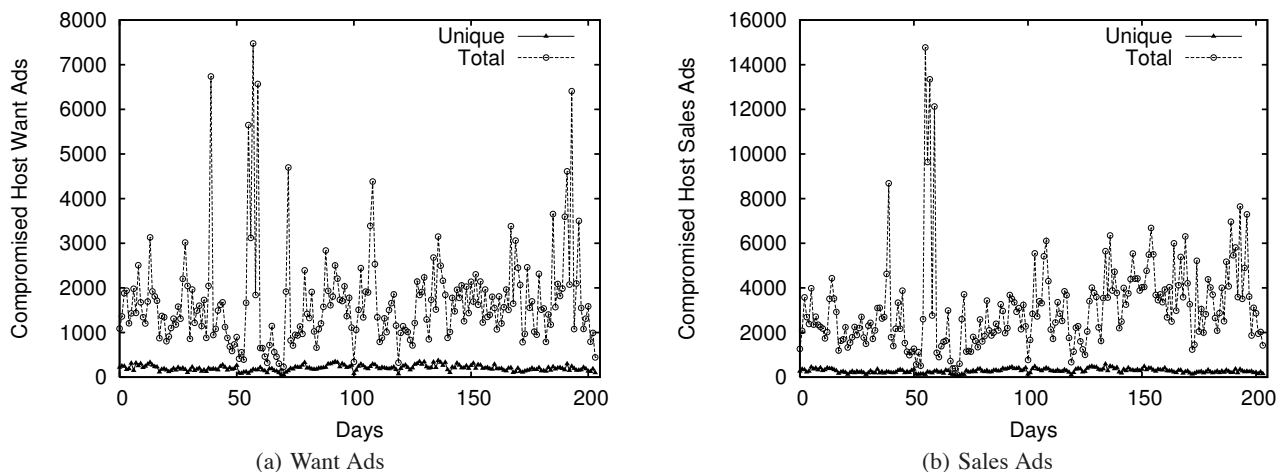 8000
7000
6000
5000
4000
3000
2000
1000
0
Compromised Host Want Ads
Unique
Total
0 50 100 150 200
Days
(a) Want Ads
16000
14000
12000
10000
8000
6000
4000
2000
0
Compromised Host Sales Ads
Unique
Total
0 50 100 150 200
Days
(b) Sales Ads